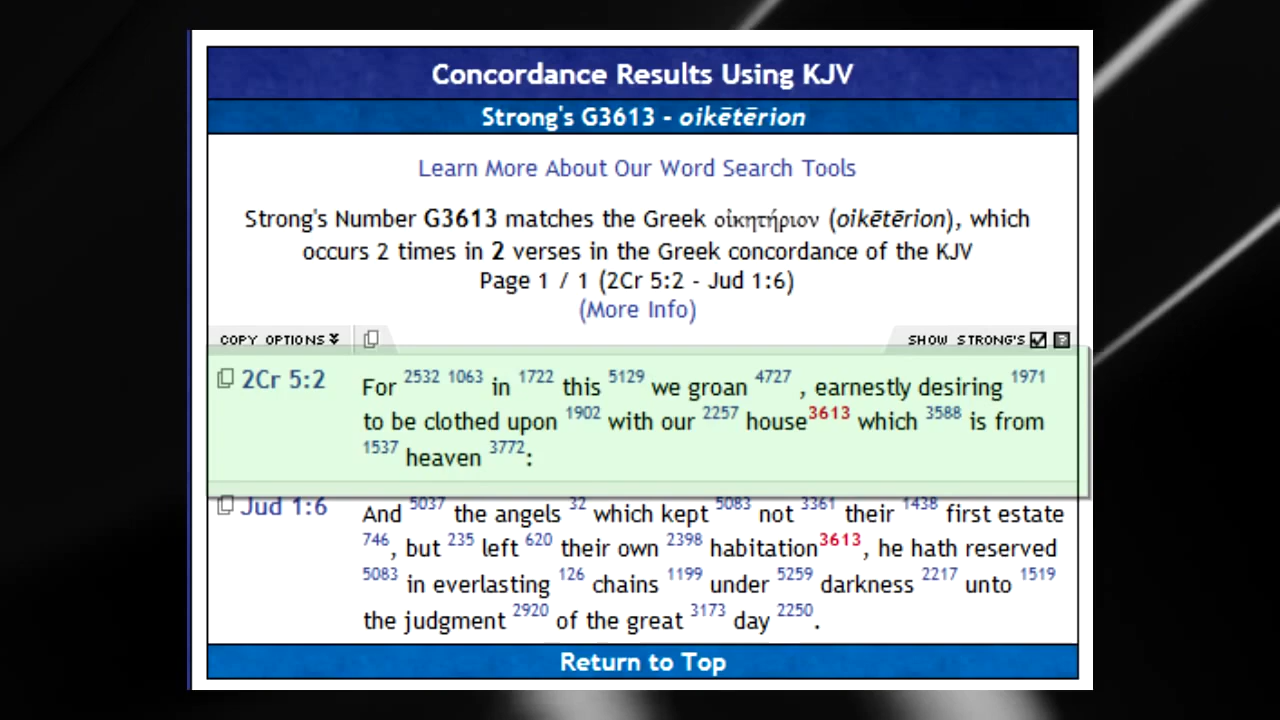 Concordance Results Using KJV
Strong's G3613 - oikētērion
Learn More About Our Word Search Tools
Strong's Number G3613 matches the Greek οἰκητήριον (oikētērion), which
occurs 2 times in 2 verses in the Greek concordance of the KJV
Page 1 / 1 (2Cr 5:2 - Jud 1:6)
(More Info)
COPY OPTIONS SHOW STRONG'S ?
2Cr 5:2 For 2532 1063 in 1722 this 5129 we groan 4727 , earnestly desiring 1971
to be clothed upon 1902 with our 2257 house3613 which 3588 is from
1537 heaven 3772:
Jud 1:6 And 5037 the angels 32 which kept 5083 not 3361 their 1438 first estate
746, but 235 left 620 their own 2398 habitation3613, he hath reserved
5083 in everlasting 126 chains 1199 under 5259 darkness 2217 unto 1519
the judgment 2920 of the great 3173 day 2250.
Return to Top